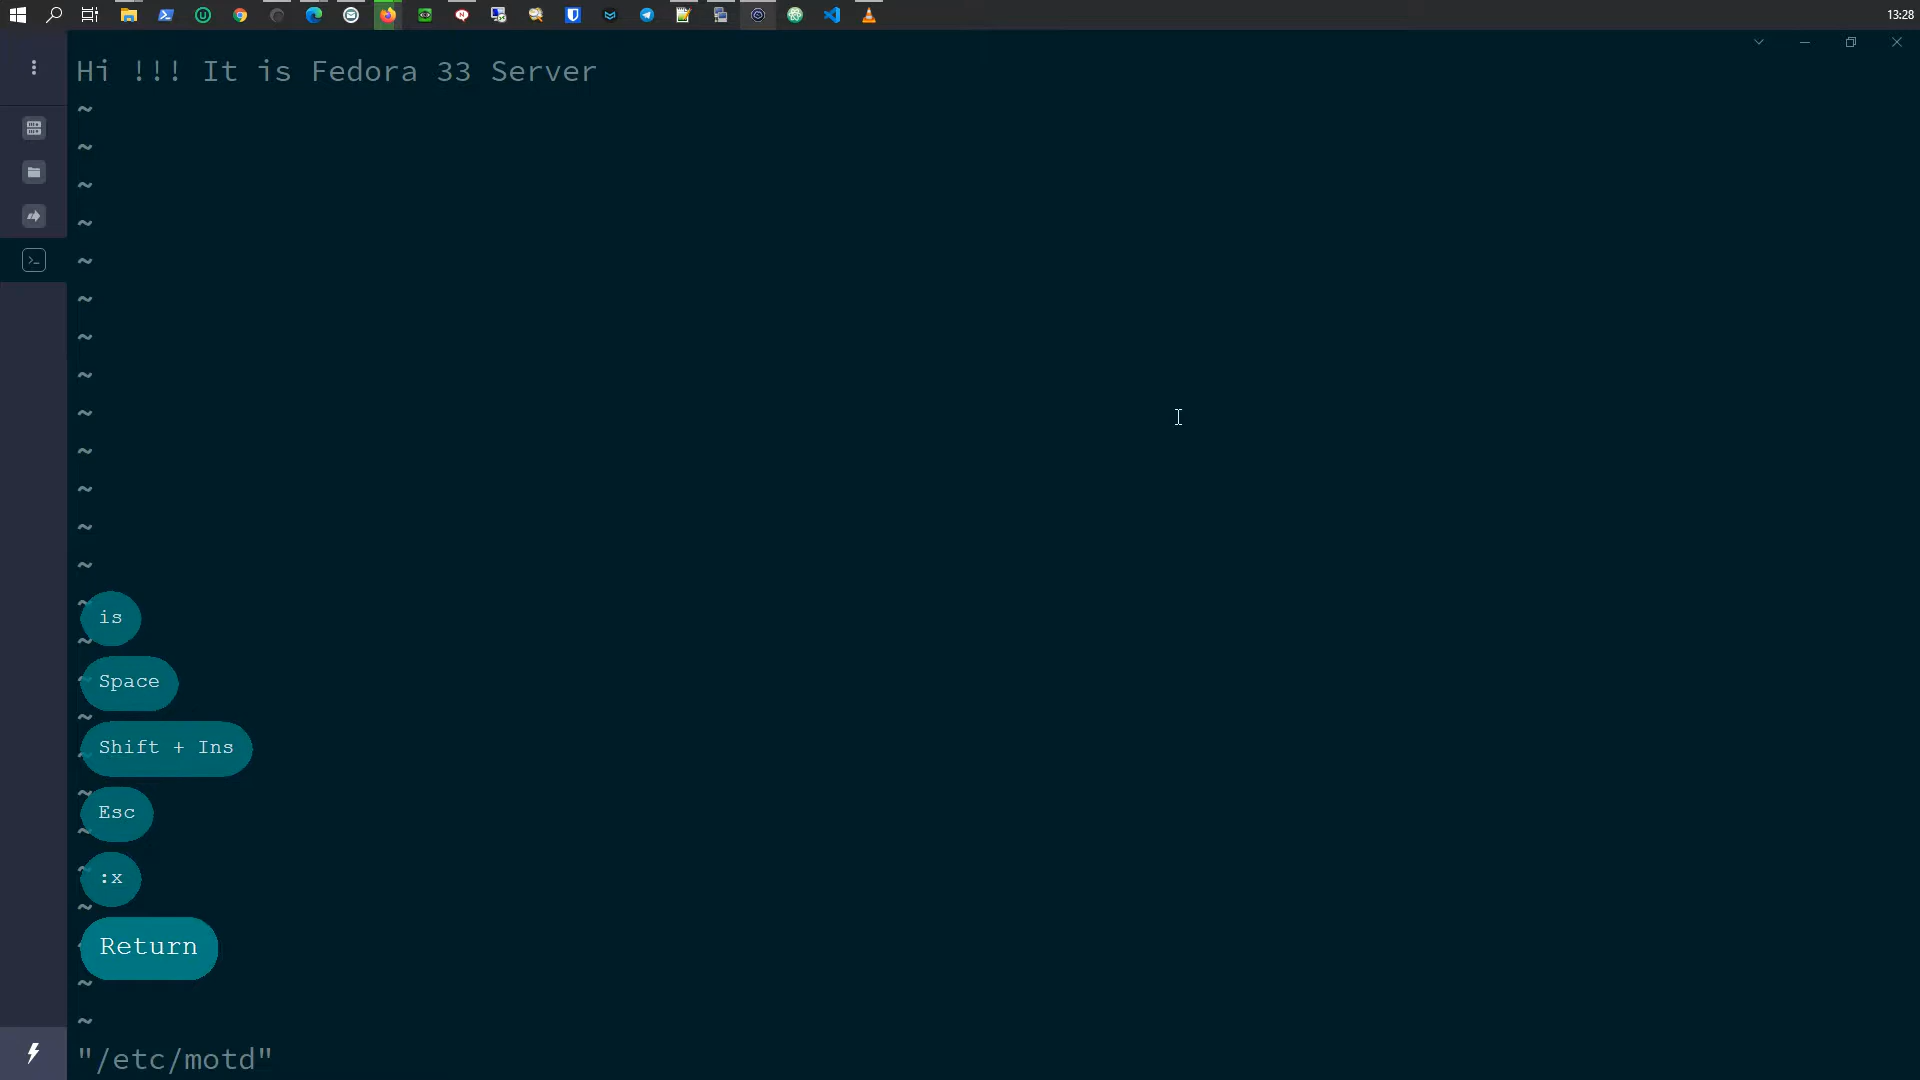 13:28
Hi !!! It is Fedora 33 Server
~
~
~
~
~
~
~
~
~
~
~
~
~
~
is
~
Space
~
Shift + Ins
~
Esc
~
:x
~
Return
~
~
"/etc/motd"